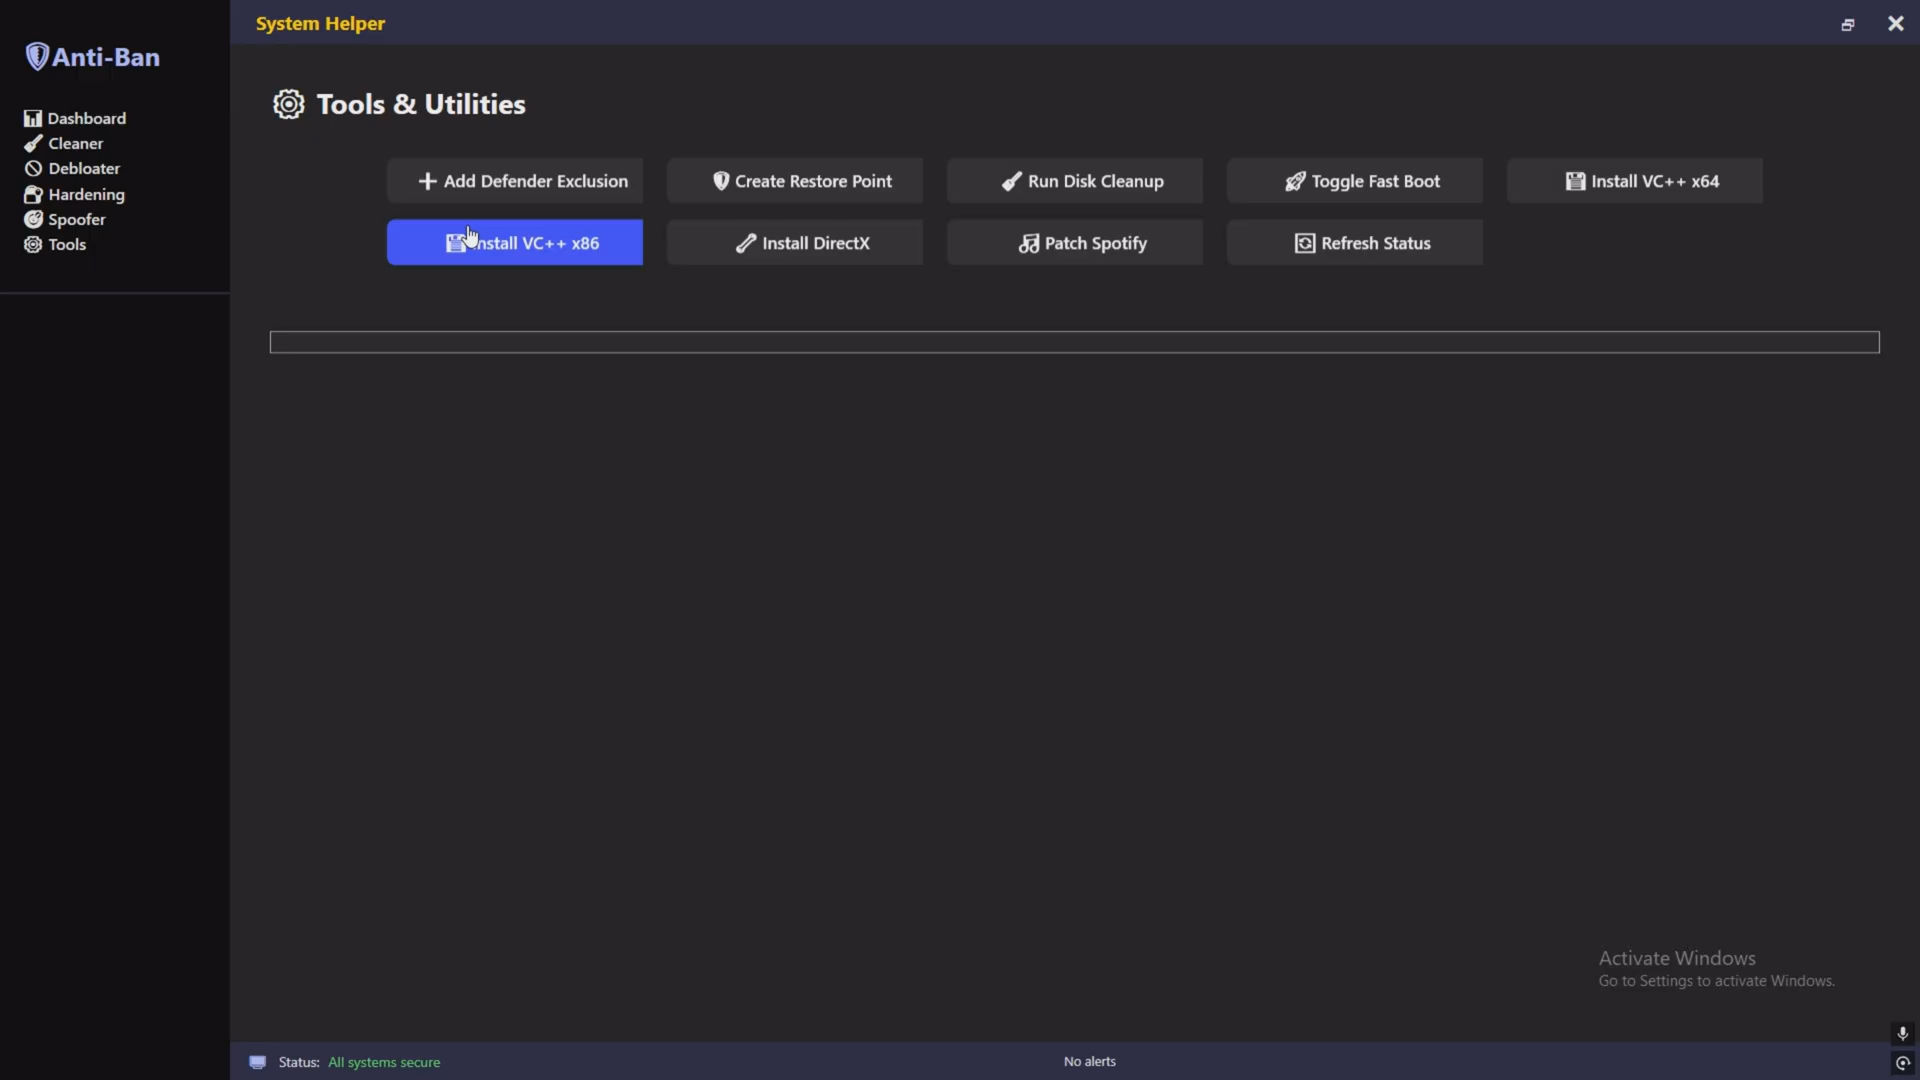 System Helper
Anti-Ban
Dashboard
Cleaner
Debloater
Hardening
Spoofer
Tools
Tools & Utilities
Add Defender Exclusion
Create Restore Point
Run Disk Cleanup
Toggle Fast Boot
Install VC++ x64
nstall VC++ x86
Install DirectX
Patch Spotify
Refresh Status
Activate Windows
Go to Settings to activate Windows.
Status: All systems secure
No alerts